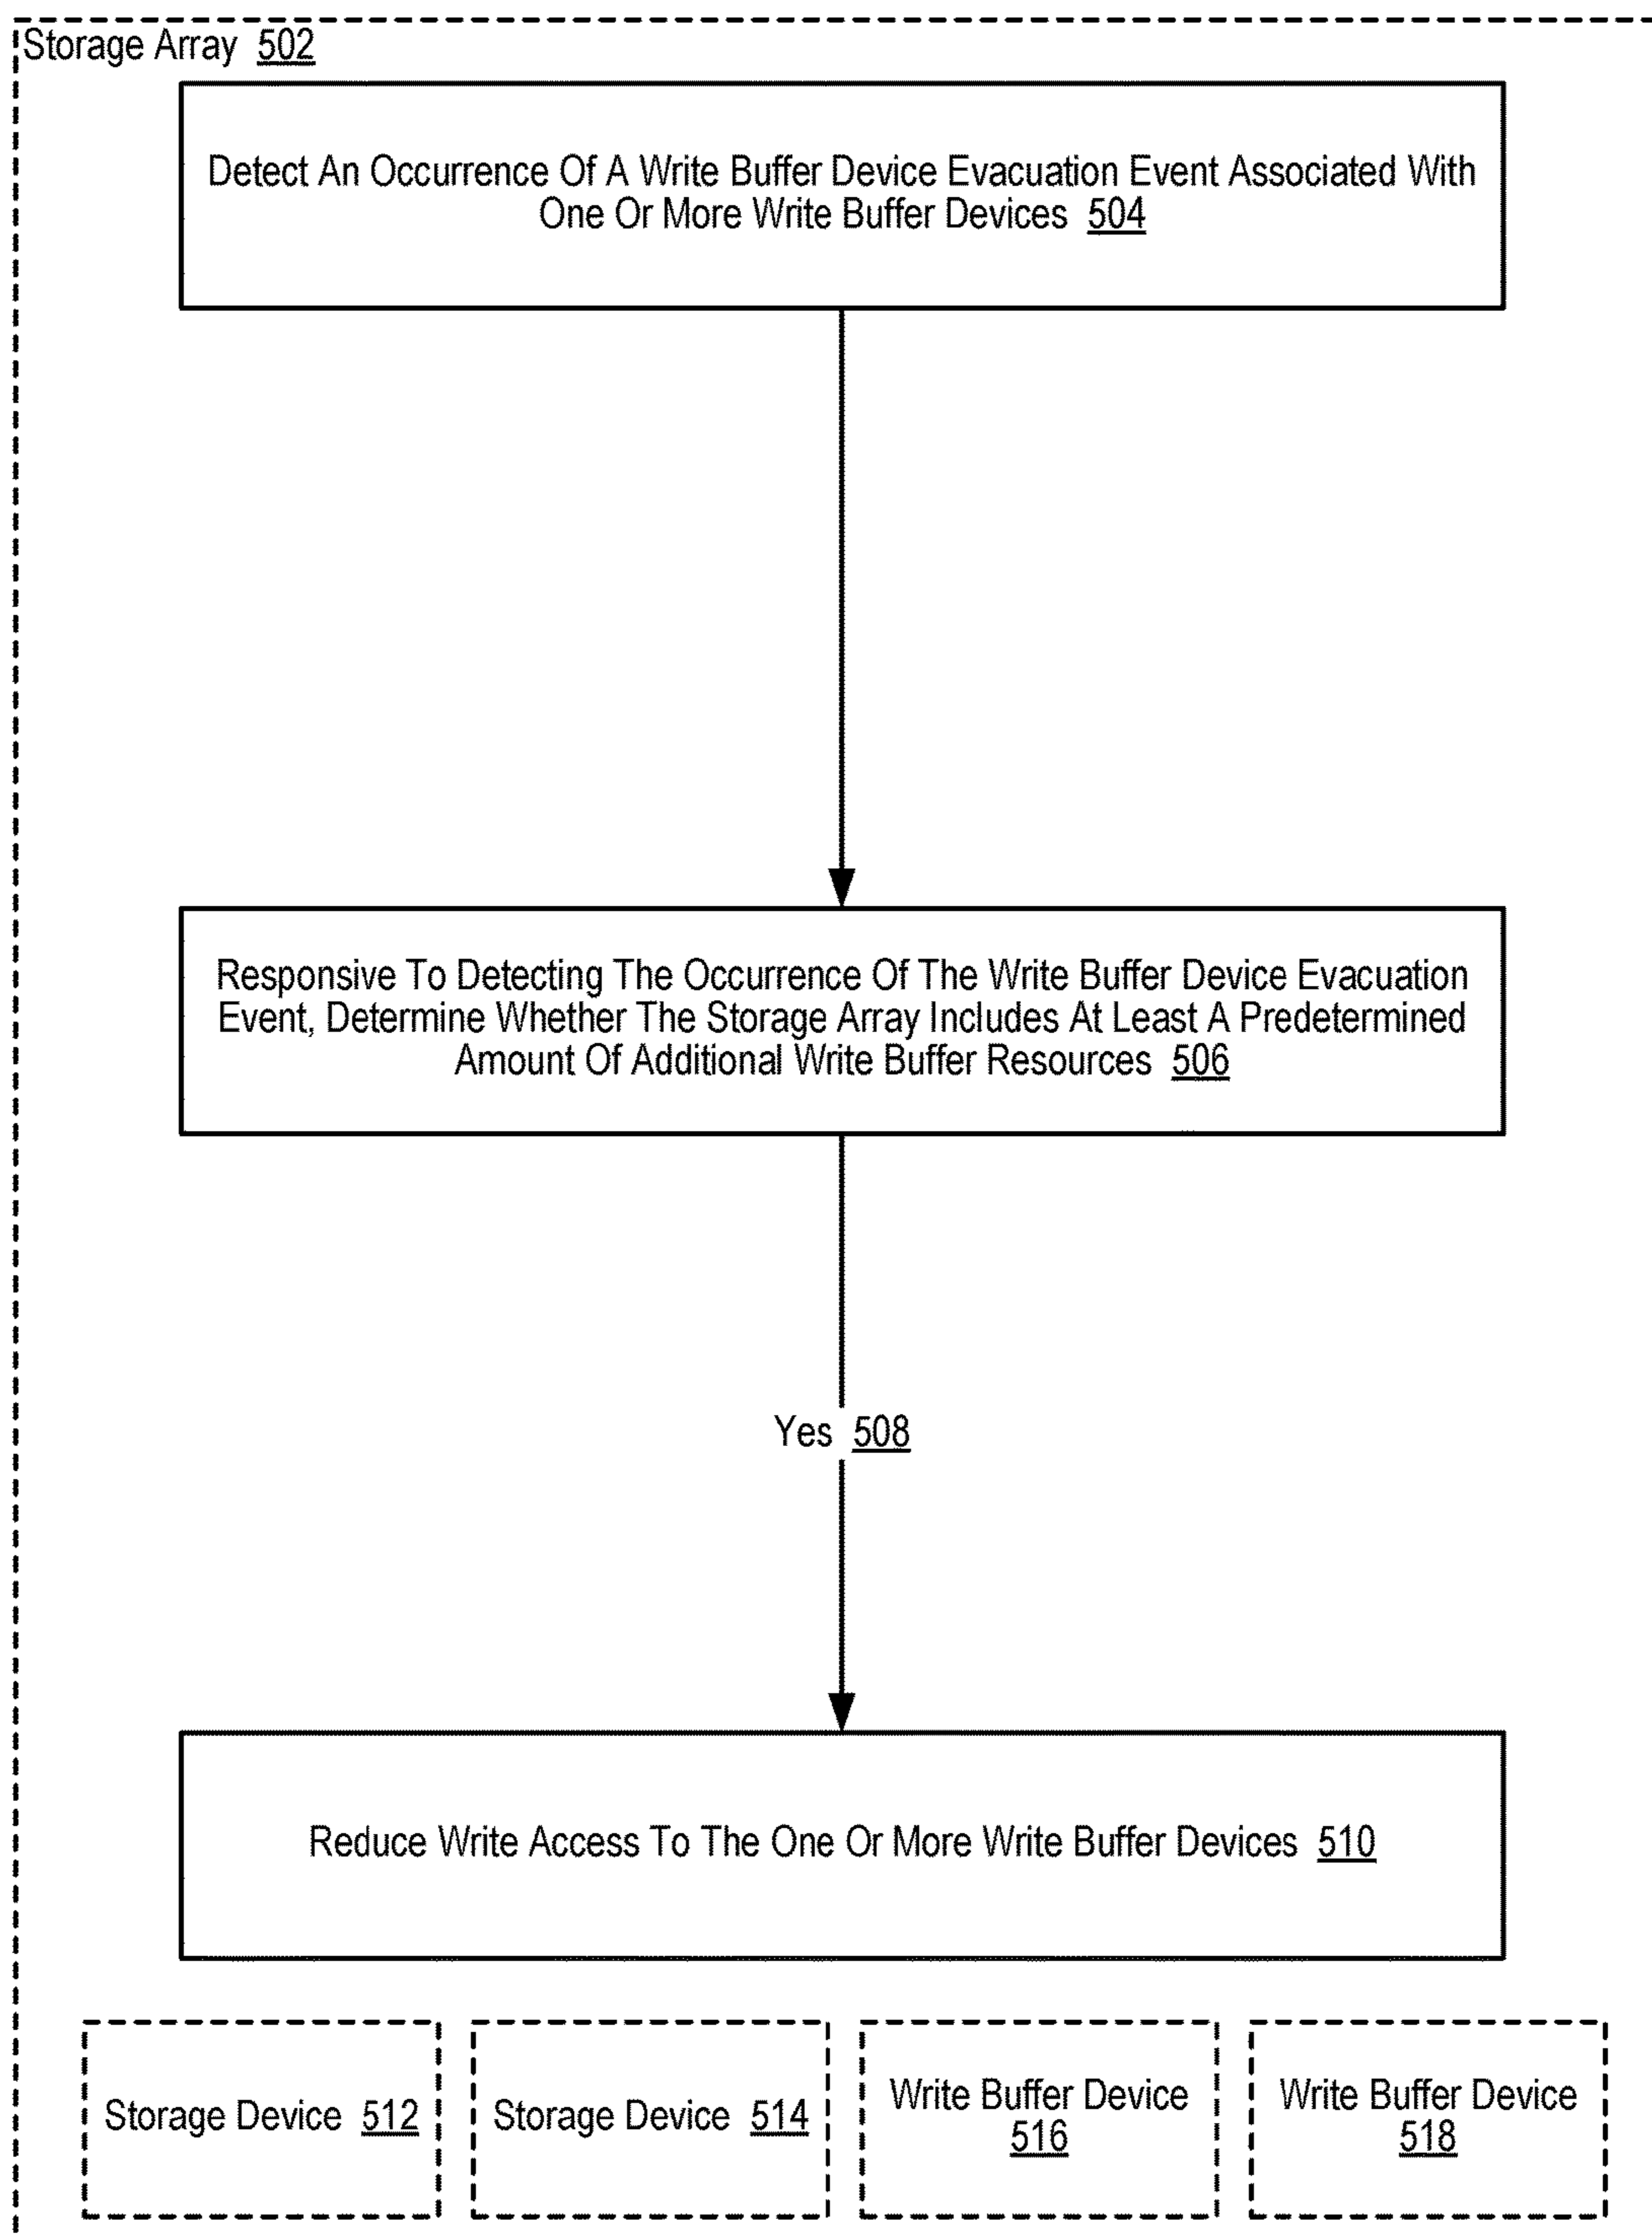 Storage Array 502
Detect An Occurrence Of A Write Buffer Device Evacuation Event Associated With
One Or More Write Buffer Devices 504
Responsive To Detecting The Occurrence Of The Write Buffer Device Evacuation
Event, Determine Whether The Storage Array Includes At Least A Predetermined
Amount Of Additional Write Buffer Resources 506
Yes 508
Reduce Write Access To The One Or More Write Buffer Devices 510
Storage Device 512
Storage Device 514
Write Buffer Device
516
Write Buffer Device
518